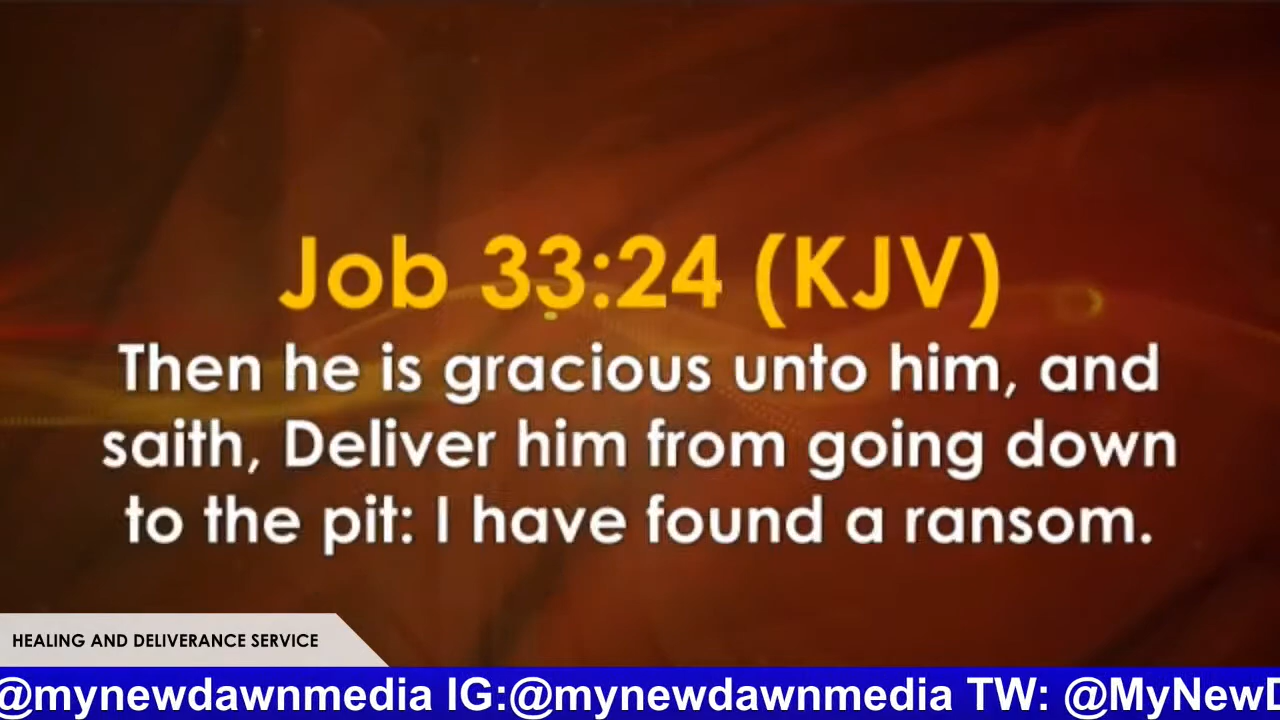 Job 33:24 (KJV)
Then he is gracious unto him, and
saith, Deliver him from going down
to the pit: I have found a ransom.
HEALING AND DELIVERANCE SERVICE
@mynewdawnmedia IG:@mynewdawnmedia TW: @MyNewD